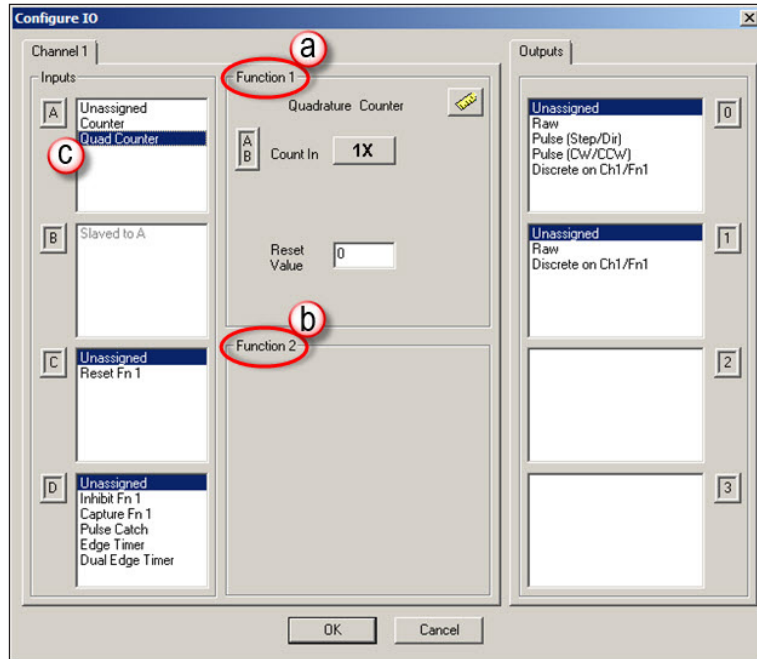 Configure IO
Channel 1
Inputs
A
Unassigned
Counter
Quad Counter
c
B
Slaved to A
C
Unassigned
Reset Fn 1
D
Unassigned
Inhibit Fn 1
Capture Fn 1
Pulse Catch
Edge Timer
Dual Edge Timer
a
Function 1
Quadrature Counter
A
B
Count In
1X
Reset
Value
0
b
Function 2
Outputs
Unassigned
Raw
Pulse (Step/Dir)
Pulse (CW/CCW)
Discrete on Ch1/Fn1
0
Unassigned
Raw
Discrete on Ch1/Fn1
1
2
3
OK
Cancel